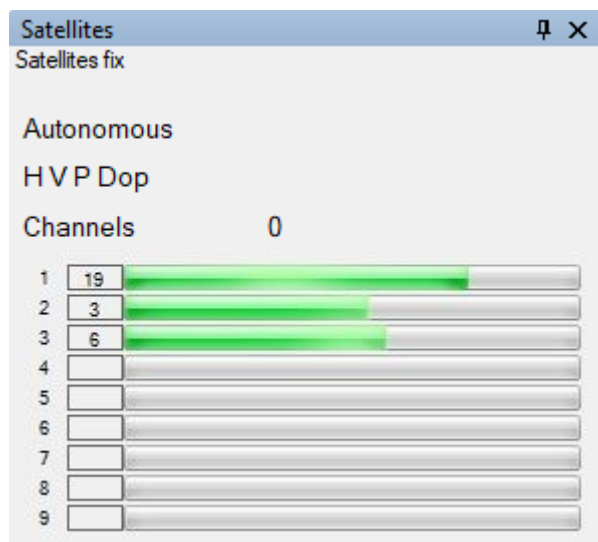 Satellites
Satellites fix
Autonomous
H V P Dop
Channels 0
1 19
2 3
3 6
4
5
6
7
8
9